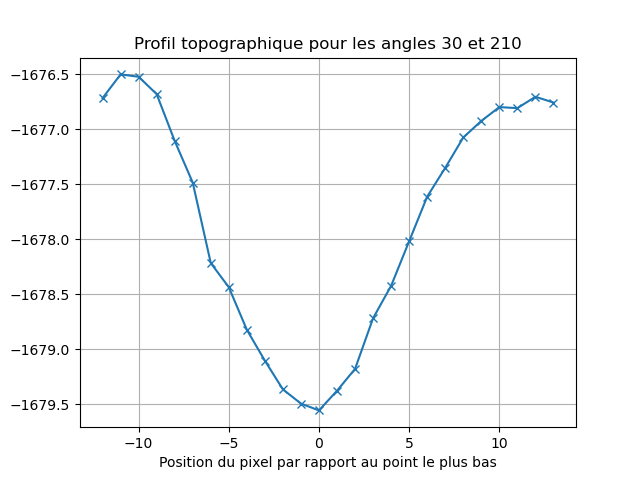 Profil topographique pour les angles 30 et 210
−1676.5
−1677.0
−1677.5
−1678.0
−1678.5
−1679.0
−1679.5
−10 −5 0 5 10
Position du pixel par rapport au point le plus bas